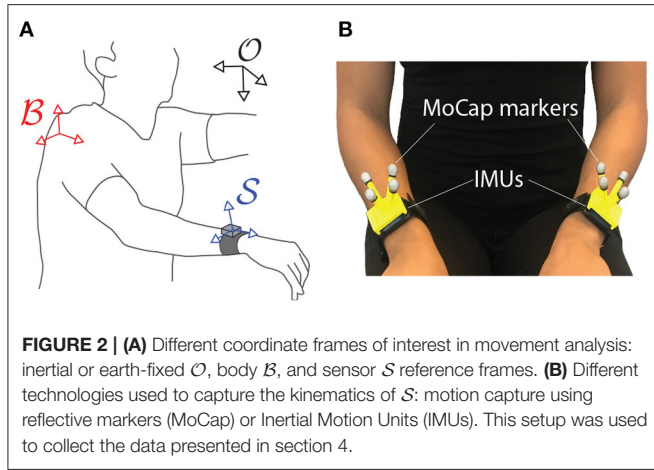 A
B
𝒪
ℬ
𝒮
MoCap markers
IMUs
FIGURE 2 | (A) Different coordinate frames of interest in movement analysis:
inertial or earth-fixed 𝒪, body ℬ, and sensor 𝒮 reference frames. (B) Different
technologies used to capture the kinematics of 𝒮: motion capture using
reflective markers (MoCap) or Inertial Motion Units (IMUs). This setup was used
to collect the data presented in section 4.